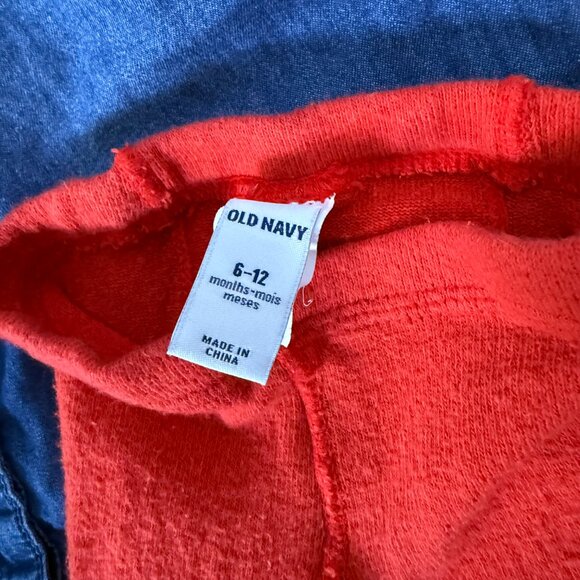 OLD NAVY
6-12
months-mois
meses
MADE IN
CHINA